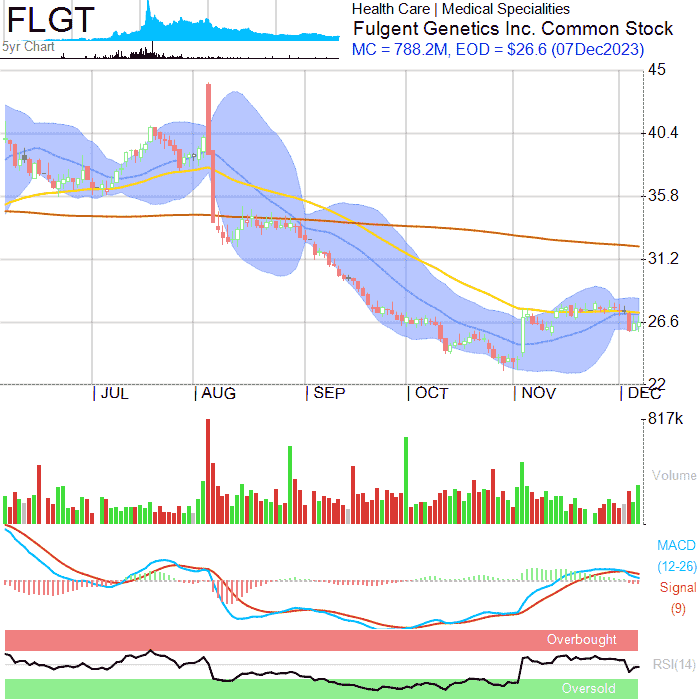 FLGT
5yr Chart
Health Care | Medical Specialities
Fulgent Genetics Inc. Common Stock
MC = 788.2M, EOD = $26.6 (07Dec2023)
45
40.4
35.8
31.2
26.6
22
JUL AUG SEP OCT NOV DEC
817k
Volume
MACD
(12-26)
Signal
(9)
Overbought
RSI(14)
Oversold